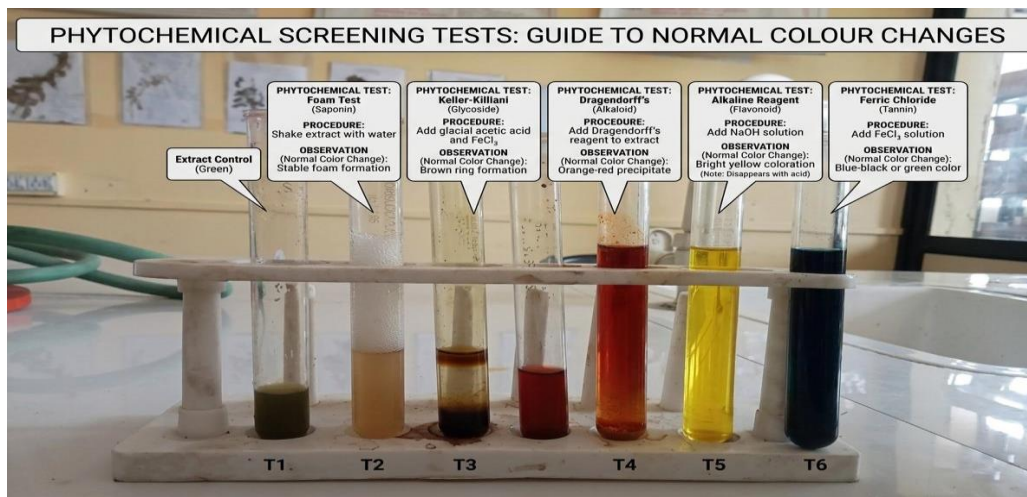 PHYTOCHEMICAL SCREENING TESTS: GUIDE TO NORMAL COLOUR CHANGES
Extract Control
(Green)
PHYTOCHEMICAL TEST:
Foam Test
(Saponin)
PROCEDURE:
Shake extract with water
OBSERVATION
(Normal Color Change):
Stable foam formation
PHYTOCHEMICAL TEST:
Keller-Killiani
(Glycoside)
PROCEDURE:
Add glacial acetic acid
and FeCl₃
OBSERVATION
(Normal Color Change):
Brown ring formation
PHYTOCHEMICAL TEST:
Dragendorff's
(Alkaloid)
PROCEDURE:
Add Dragendorff's
reagent to extract
OBSERVATION
(Normal Color Change):
Orange-red precipitate
PHYTOCHEMICAL TEST:
Alkaline Reagent
(Flavonoid)
PROCEDURE:
Add NaOH solution
OBSERVATION
(Normal Color Change):
Bright yellow coloration
(Note: Disappears with acid)
PHYTOCHEMICAL TEST:
Ferric Chloride
(Tannin)
PROCEDURE:
Add FeCl₃ solution
OBSERVATION
(Normal Color Change):
Blue-black or green color
T1
T2
T3
T4
T5
T6